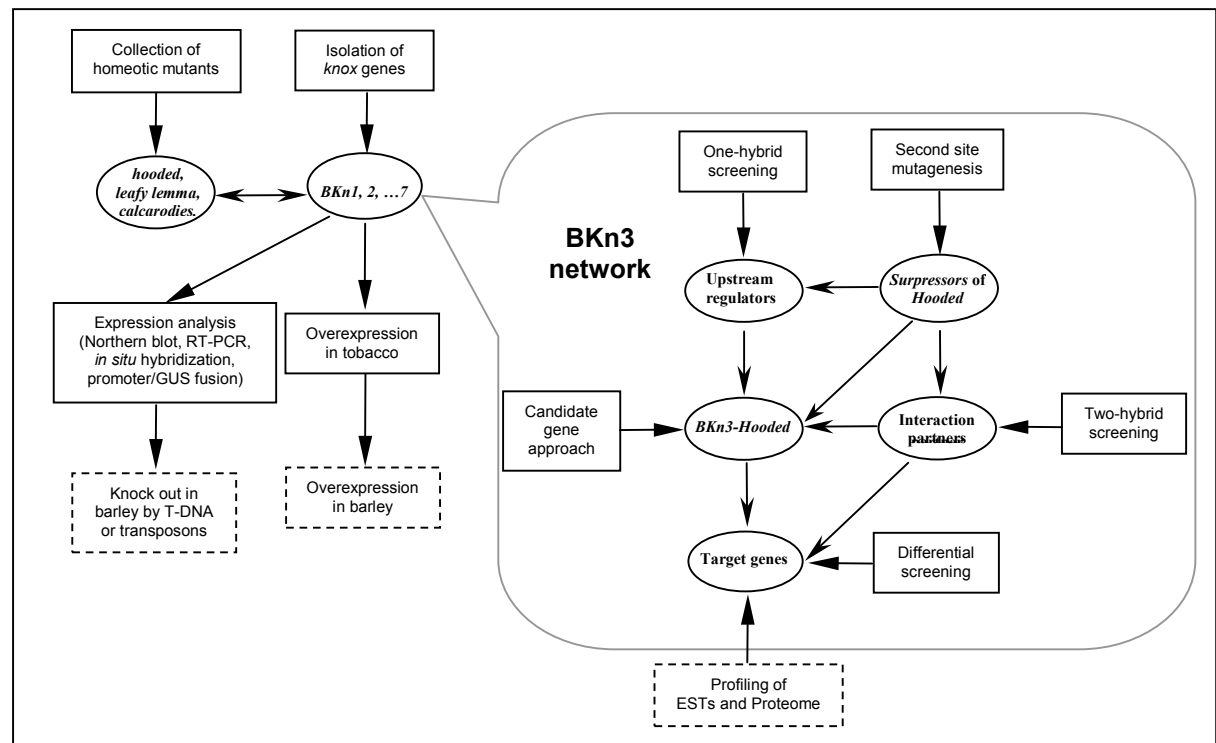 Collection of
homeotic mutants
Isolation of
knox genes
hooded,
leafy lemma,
calcarodies.
BKn1, 2, ...7
Expression analysis
(Northern blot, RT-PCR,
in situ hybridization,
promoter/GUS fusion)
Overexpression
in tobacco
Knock out in
barley by T-DNA
or transposons
Overexpression
in barley
BKn3
network
One-hybrid
screening
Second site
mutagenesis
Upstream
regulators
Surpressors of
Hooded
Candidate
gene
approach
BKn3-Hooded
Interaction
partners
Two-hybrid
screening
Target genes
Differential
screening
Profiling of
ESTs and Proteome